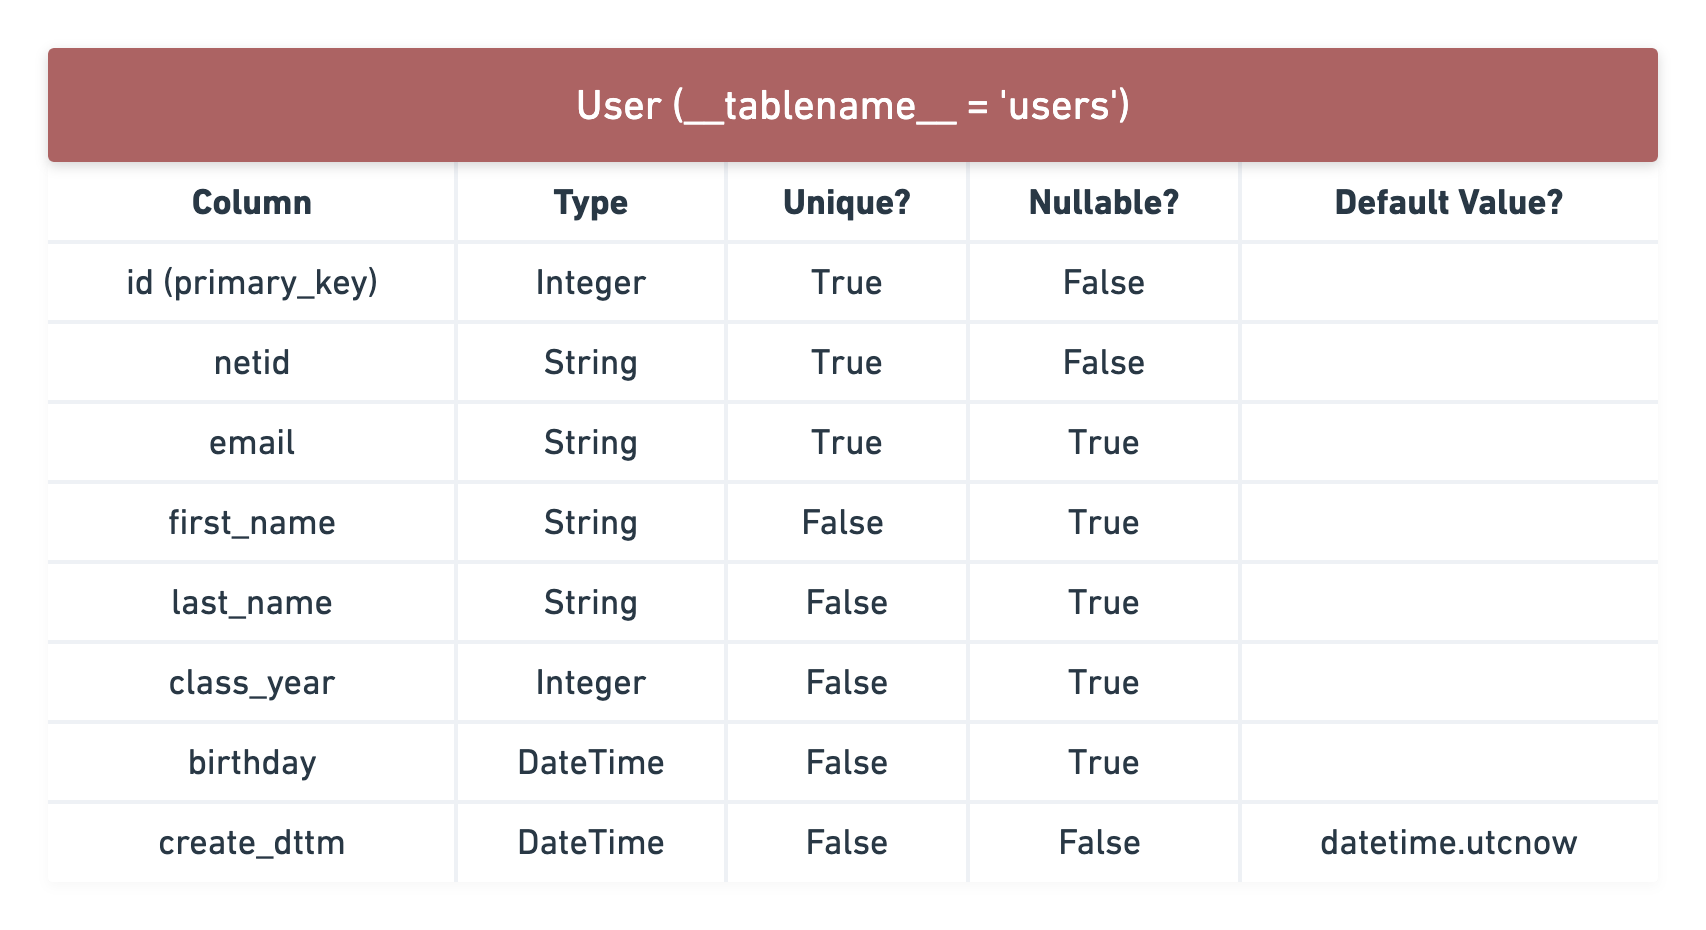 User (__tablename__ = 'users')
Column Type Unique? Nullable? Default Value?
id (primary_key) Integer True False
netid String True False
email String True True
first_name String False True
last_name String False True
class_year Integer False True
birthday DateTime False True
create_dttm DateTime False False datetime.utcnow